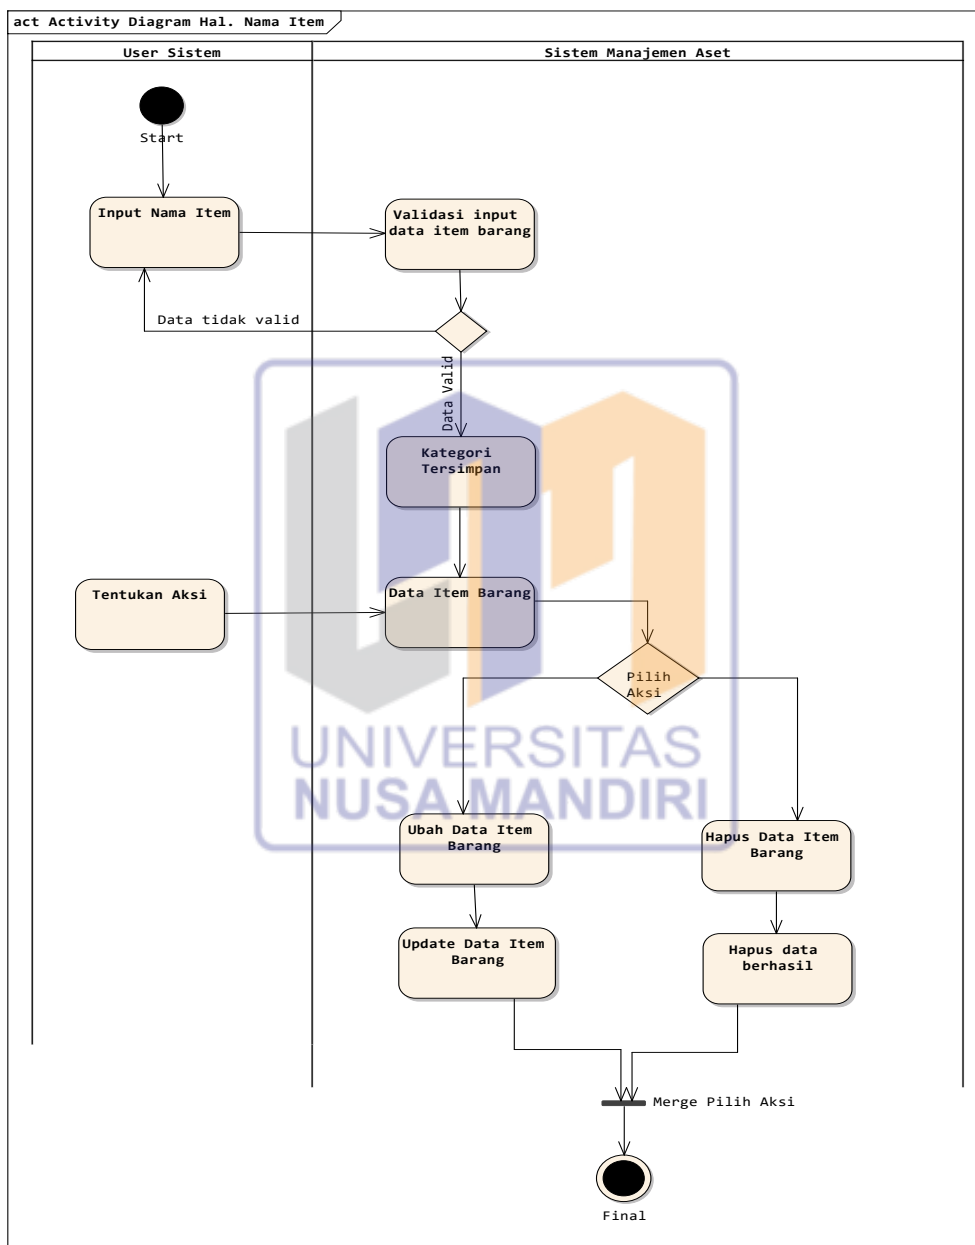 act Activity Diagram Hal. Nama Item
User Sistem
Sistem Manajemen Aset
Start
Input Nama Item
Validasi input
data item barang
Data tidak valid
Data Valid
Kategori
Tersimpan
Tentukan Aksi
Data Item Barang
Pilih
Aksi
UNIVERSITAS
NUSA MANDIRI
Ubah Data Item
Barang
Hapus Data Item
Barang
Update Data Item
Barang
Hapus data
berhasil
Merge Pilih Aksi
Final